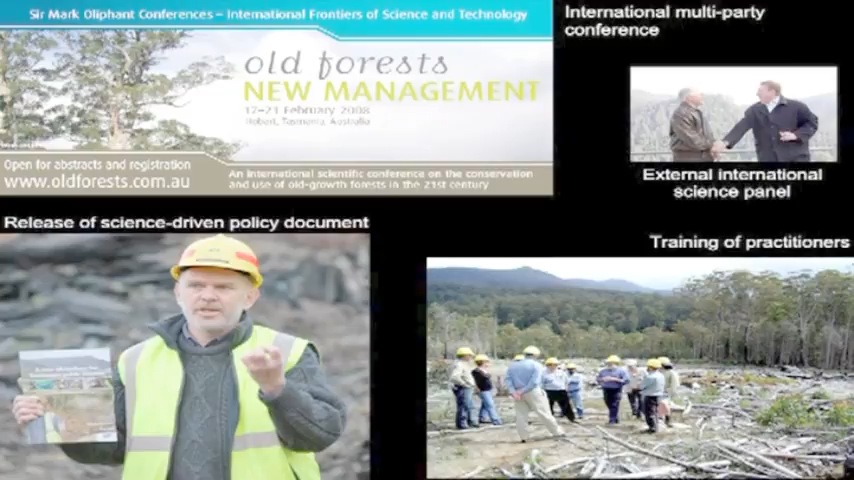 Sir Mark Oliphant Conferences – International Frontiers of Science and Technology
old forests
NEW MANAGEMENT
17–21 February 2008
Hobart, Tasmania, Australia
Open for abstracts and registration
www.oldforests.com.au
An international scientific conference on the conservation
and use of old-growth forests in the 21st century
International multi-party
conference
External international
science panel
Release of science-driven policy document
Training of practitioners